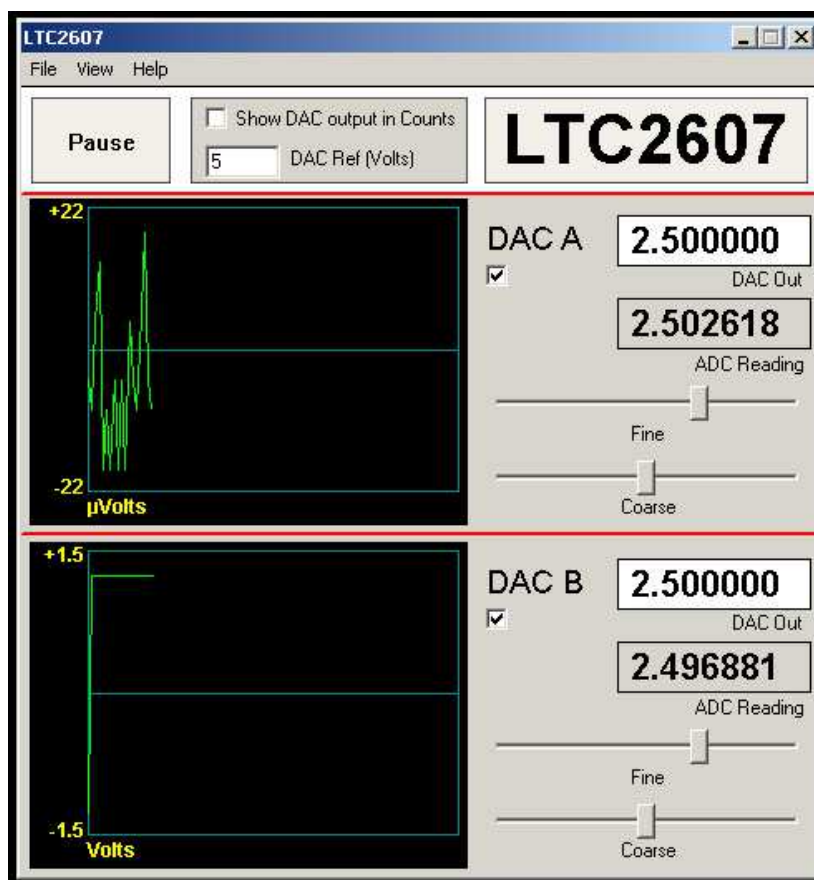 LTC2607
File View Help
Pause
Show DAC output in Counts
5 DAC Ref (Volts)
LTC2607
+22
-22
µVolts
DAC A
2.500000
DAC Out
2.502618
ADC Reading
Fine
Coarse
+1.5
-1.5
Volts
DAC B
2.500000
DAC Out
2.496881
ADC Reading
Fine
Coarse